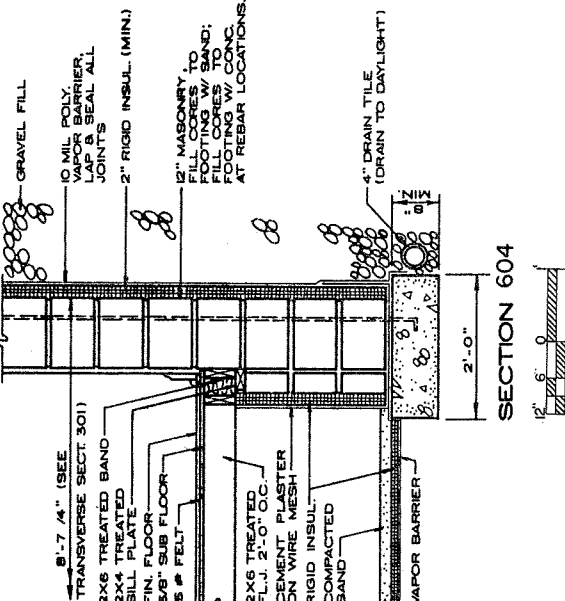 GRAVEL FILL
10 MIL POLY.
VAPOR BARRIER,
LAP & SEAL ALL
JOINTS
2" RIGID INSUL. (MIN.)
12" MASONRY,
FILL CORES TO
FOOTING W/ SAND;
FILL CORES TO
FOOTING W/ CONC.
AT REBAR LOCATIONS.
4" DRAIN TILE
(DRAIN TO DAYLIGHT)
8"
MIN.
8'-7 /4" (SEE
TRANSVERSE SECT. 301)
2X6 TREATED BAND
2X4 TREATED
SILL PLATE
FIN. FLOOR
5/8" SUB FLOOR
5 # FELT
2X6 TREATED
FL.J. 2'-0" O.C.
CEMENT PLASTER
ON WIRE MESH
RIGID INSUL.
COMPACTED
SAND
VAPOR BARRIER
2'-0"
SECTION 604
12" 6 0